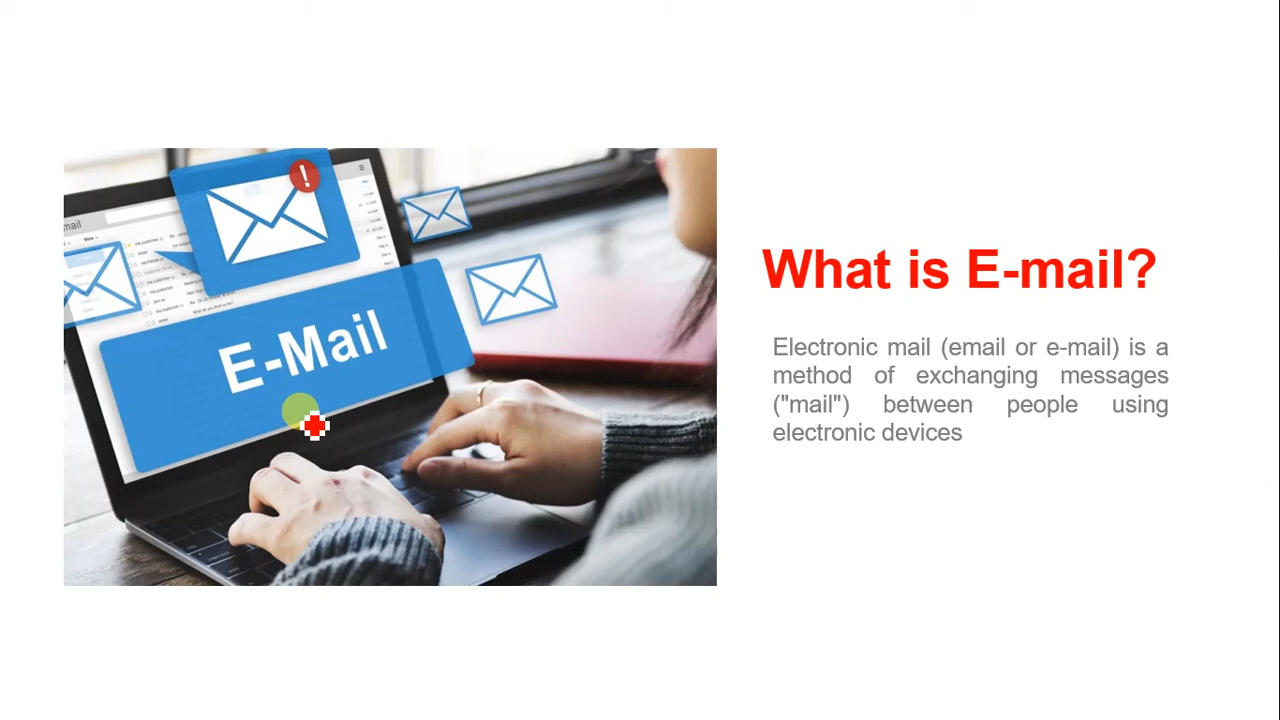 What is E-mail?
Electronic mail (email or e-mail) is a
method of exchanging messages
("mail") between people using
electronic devices
!
E-Mail
mail